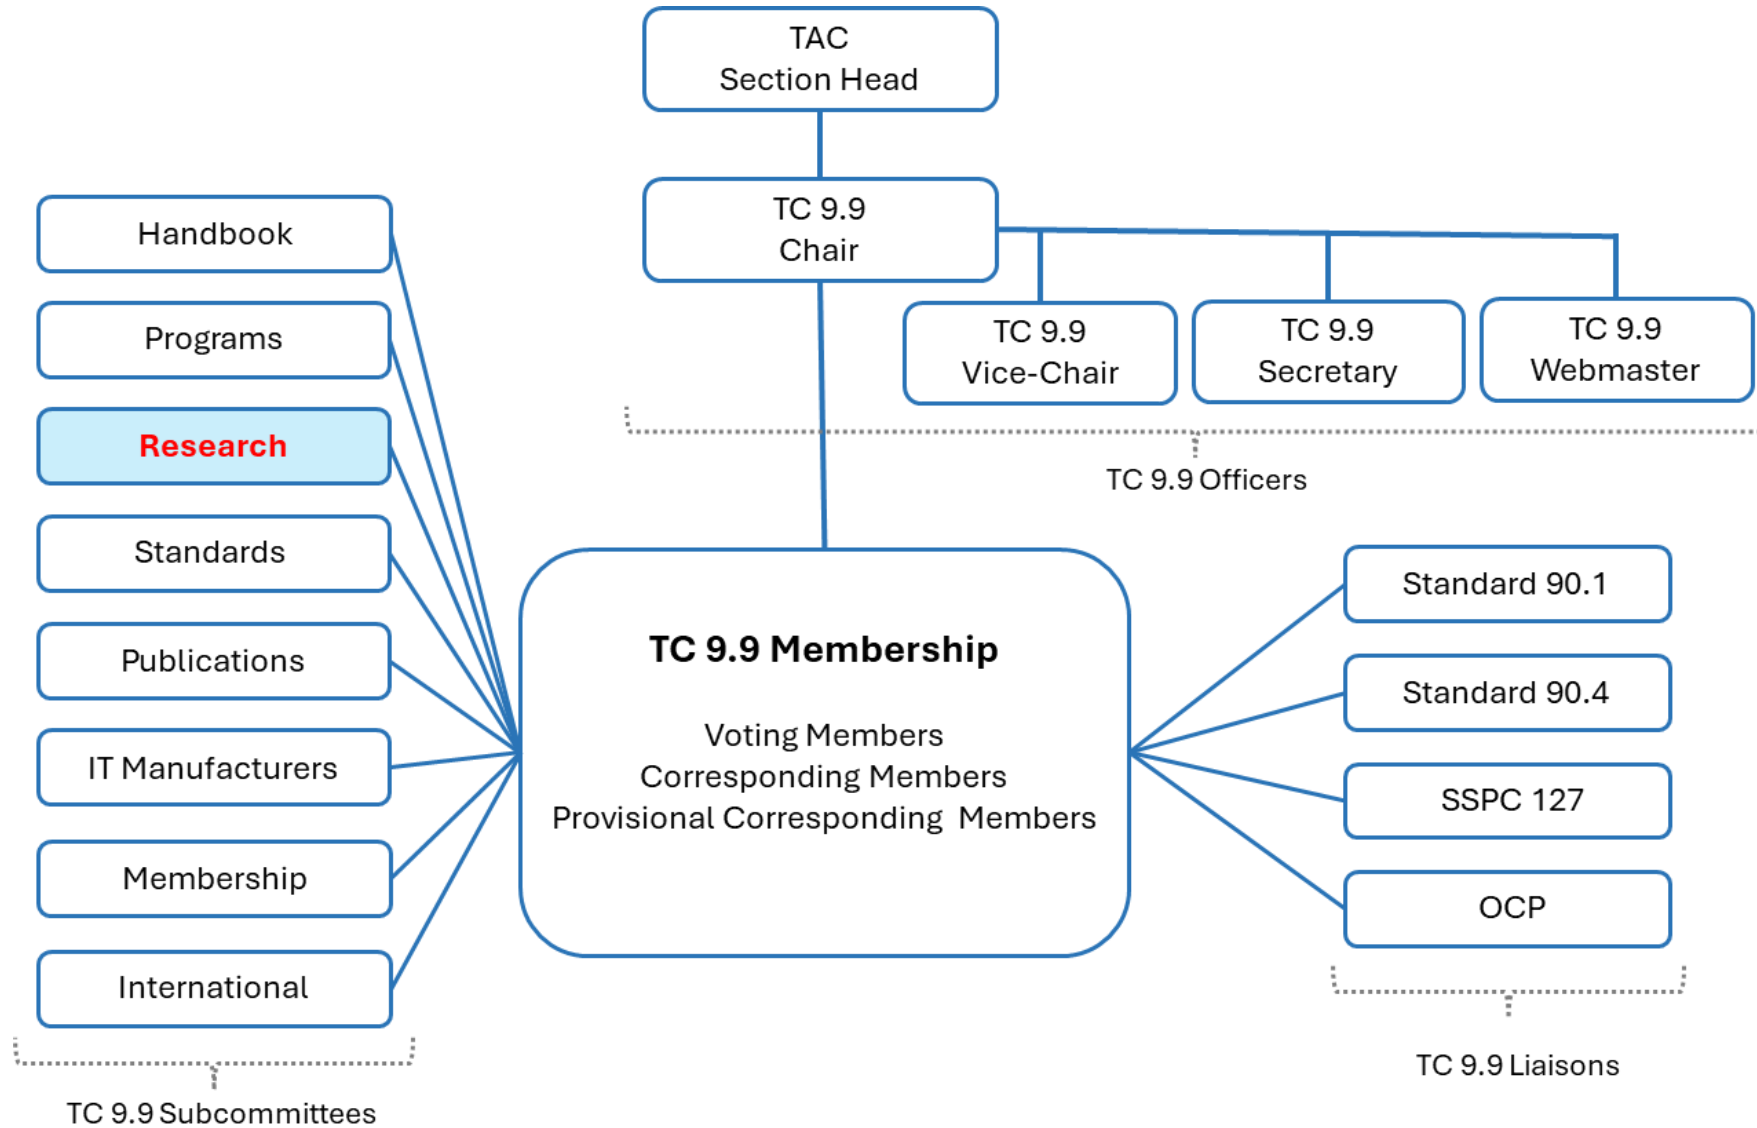 TAC
Section Head
TC 9.9
Chair
TC 9.9
Vice-Chair
TC 9.9
Secretary
TC 9.9
Webmaster
TC 9.9 Officers
Handbook
Programs
Research
Standards
Publications
IT Manufacturers
Membership
International
TC 9.9 Subcommittees
TC 9.9 Membership
Voting Members
Corresponding Members
Provisional Corresponding  Members
Standard 90.1
Standard 90.4
SSPC 127
OCP
TC 9.9 Liaisons